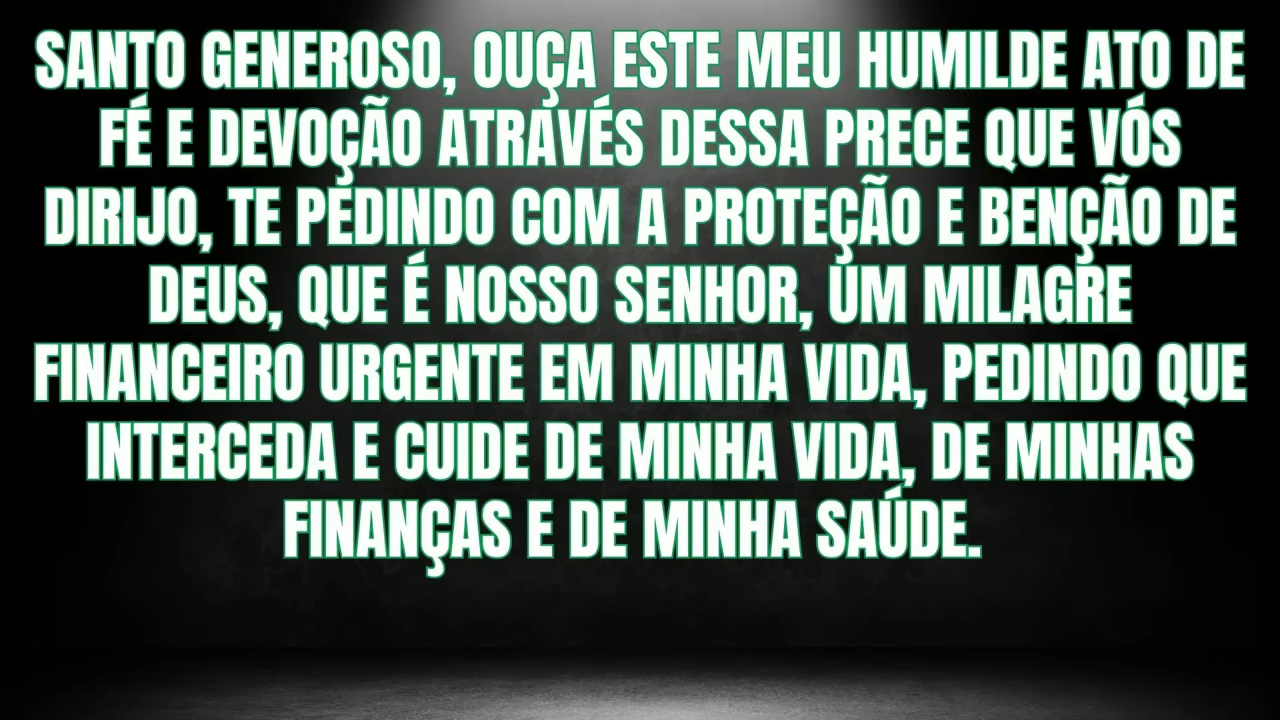 SANTO GENEROSO, OUÇA ESTE MEU HUMILDE ATO DE
FÉ E DEVOÇÃO ATRAVÉS DESSA PRECE QUE VÓS
DIRIJO, TE PEDINDO COM A PROTEÇÃO E BENÇÃO DE
DEUS, QUE É NOSSO SENHOR, UM MILAGRE
FINANCEIRO URGENTE EM MINHA VIDA, PEDINDO QUE
INTERCEDA E CUIDE DE MINHA VIDA, DE MINHAS
FINANÇAS E DE MINHA SAÚDE.